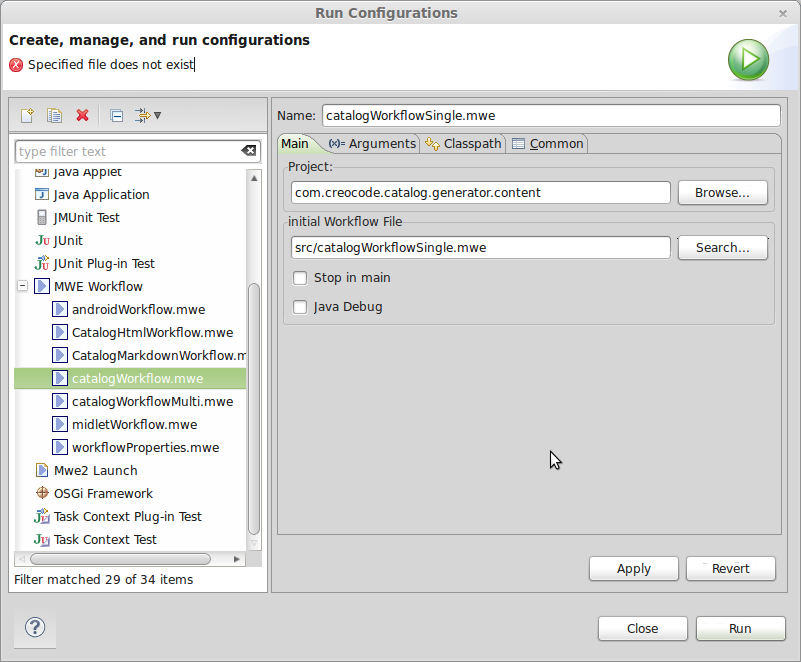 Run Configurations
Create, manage, and run configurations
Specified file does not exist
Name: catalogWorkflowSingle.mwe
type filter text
Java Applet
Java Application
JMUnit Test
JUnit
JUnit Plug-in Test
MWE Workflow
androidWorkflow.mwe
CatalogHtmlWorkflow.mwe
CatalogMarkdownWorkflow.m
catalogWorkflow.mwe
catalogWorkflowMulti.mwe
midletWorkflow.mwe
workflowProperties.mwe
Mwe2 Launch
OSGi Framework
Task Context Plug-in Test
Task Context Test
Filter matched 29 of 34 items
Main (x)= Arguments Classpath Common
Project:
com.creocode.catalog.generator.content Browse...
initial Workflow File
src/catalogWorkflowSingle.mwe Search...
Stop in main
Java Debug
Apply Revert
? Close Run